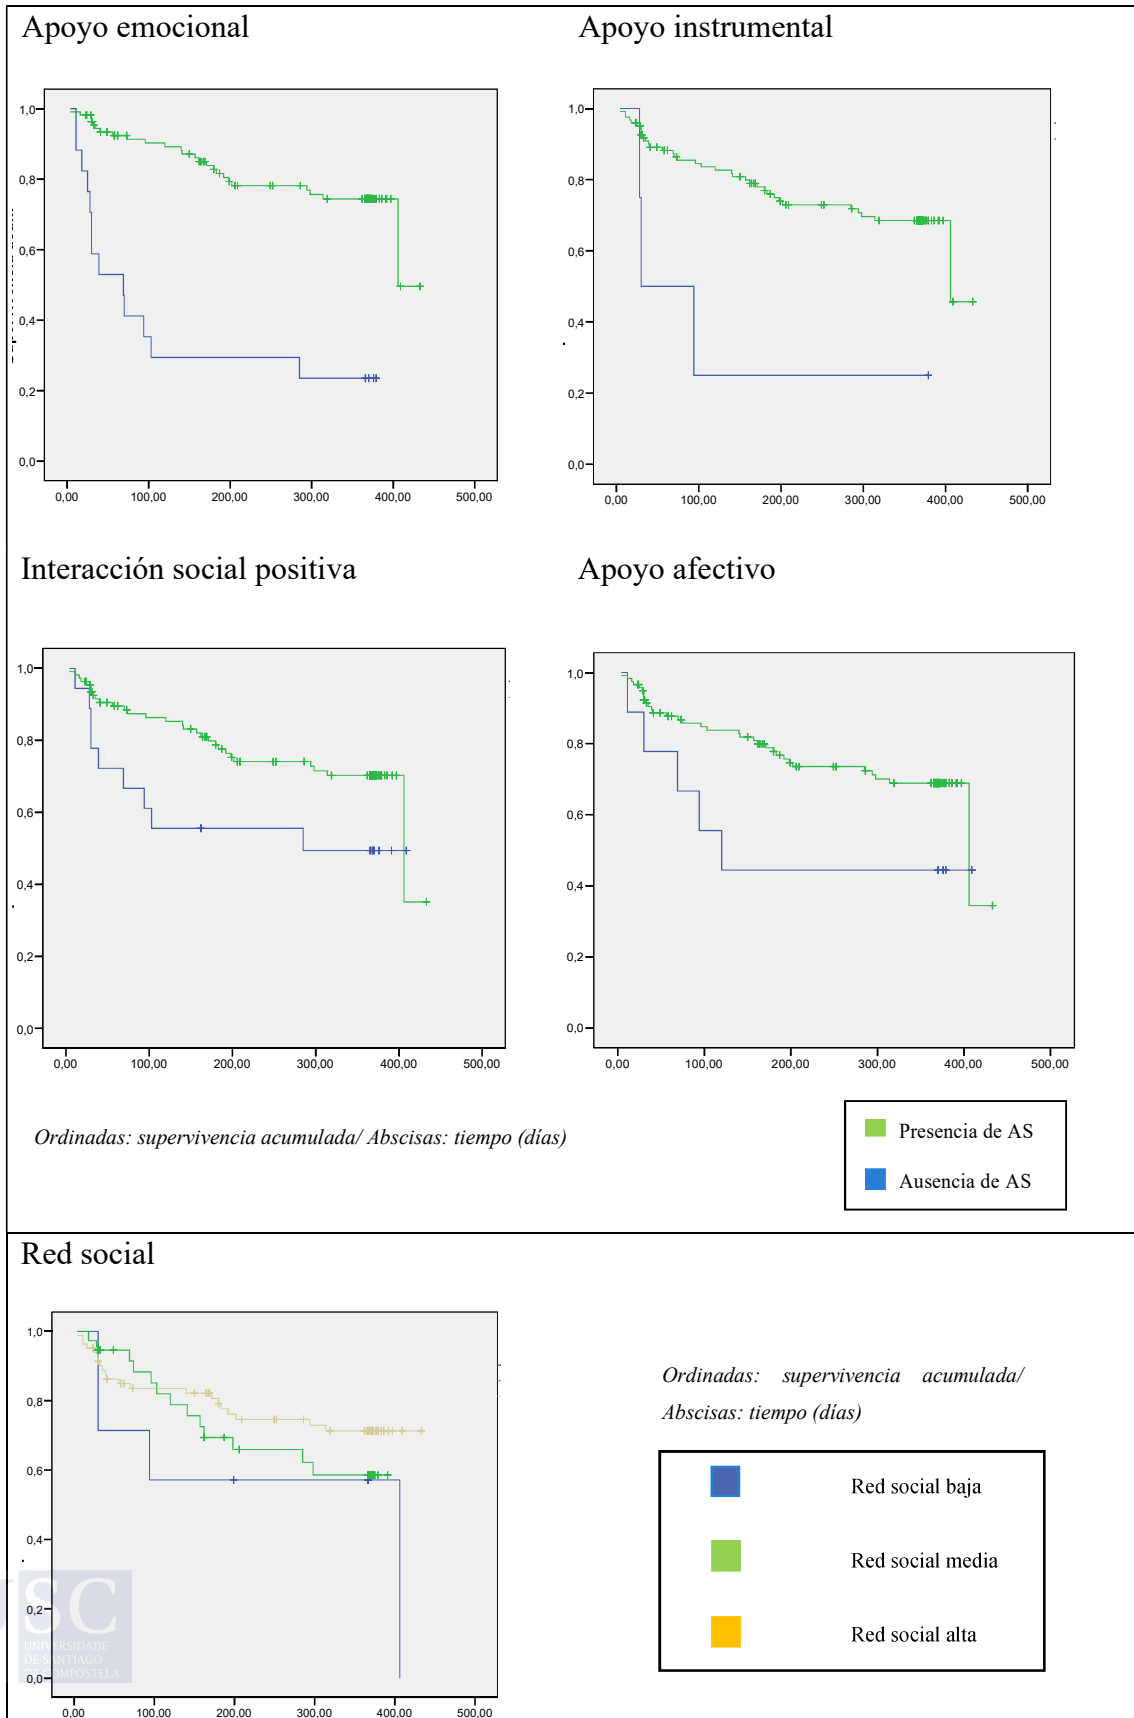 Apoyo emocional
Apoyo instrumental
1,0
0,8
0,6
0,4
0,2
0,0
0,00 100,00 200,00 300,00 400,00 500,00
1,0
0,8
0,6
0,4
0,2
0,0
0,00 100,00 200,00 300,00 400,00 500,00
Interacción social positiva
Apoyo afectivo
1,0
0,8
0,6
0,4
0,2
0,0
0,00 100,00 200,00 300,00 400,00 500,00
1,0
0,8
0,6
0,4
0,2
0,0
0,00 100,00 200,00 300,00 400,00 500,00
Ordinadas: supervivencia acumulada/ Abscisas: tiempo (días)
Presencia de AS
Ausencia de AS
Red social
1,0
0,8
0,6
0,4
0,2
0,0
0,00 100,00 200,00 300,00 400,00 500,00
Ordinadas: supervivencia acumulada/
Abscisas: tiempo (días)
Red social baja
Red social media
Red social alta
USC
UNIVERSIDADE
DE SANTIAGO
DE COMPOSTELA